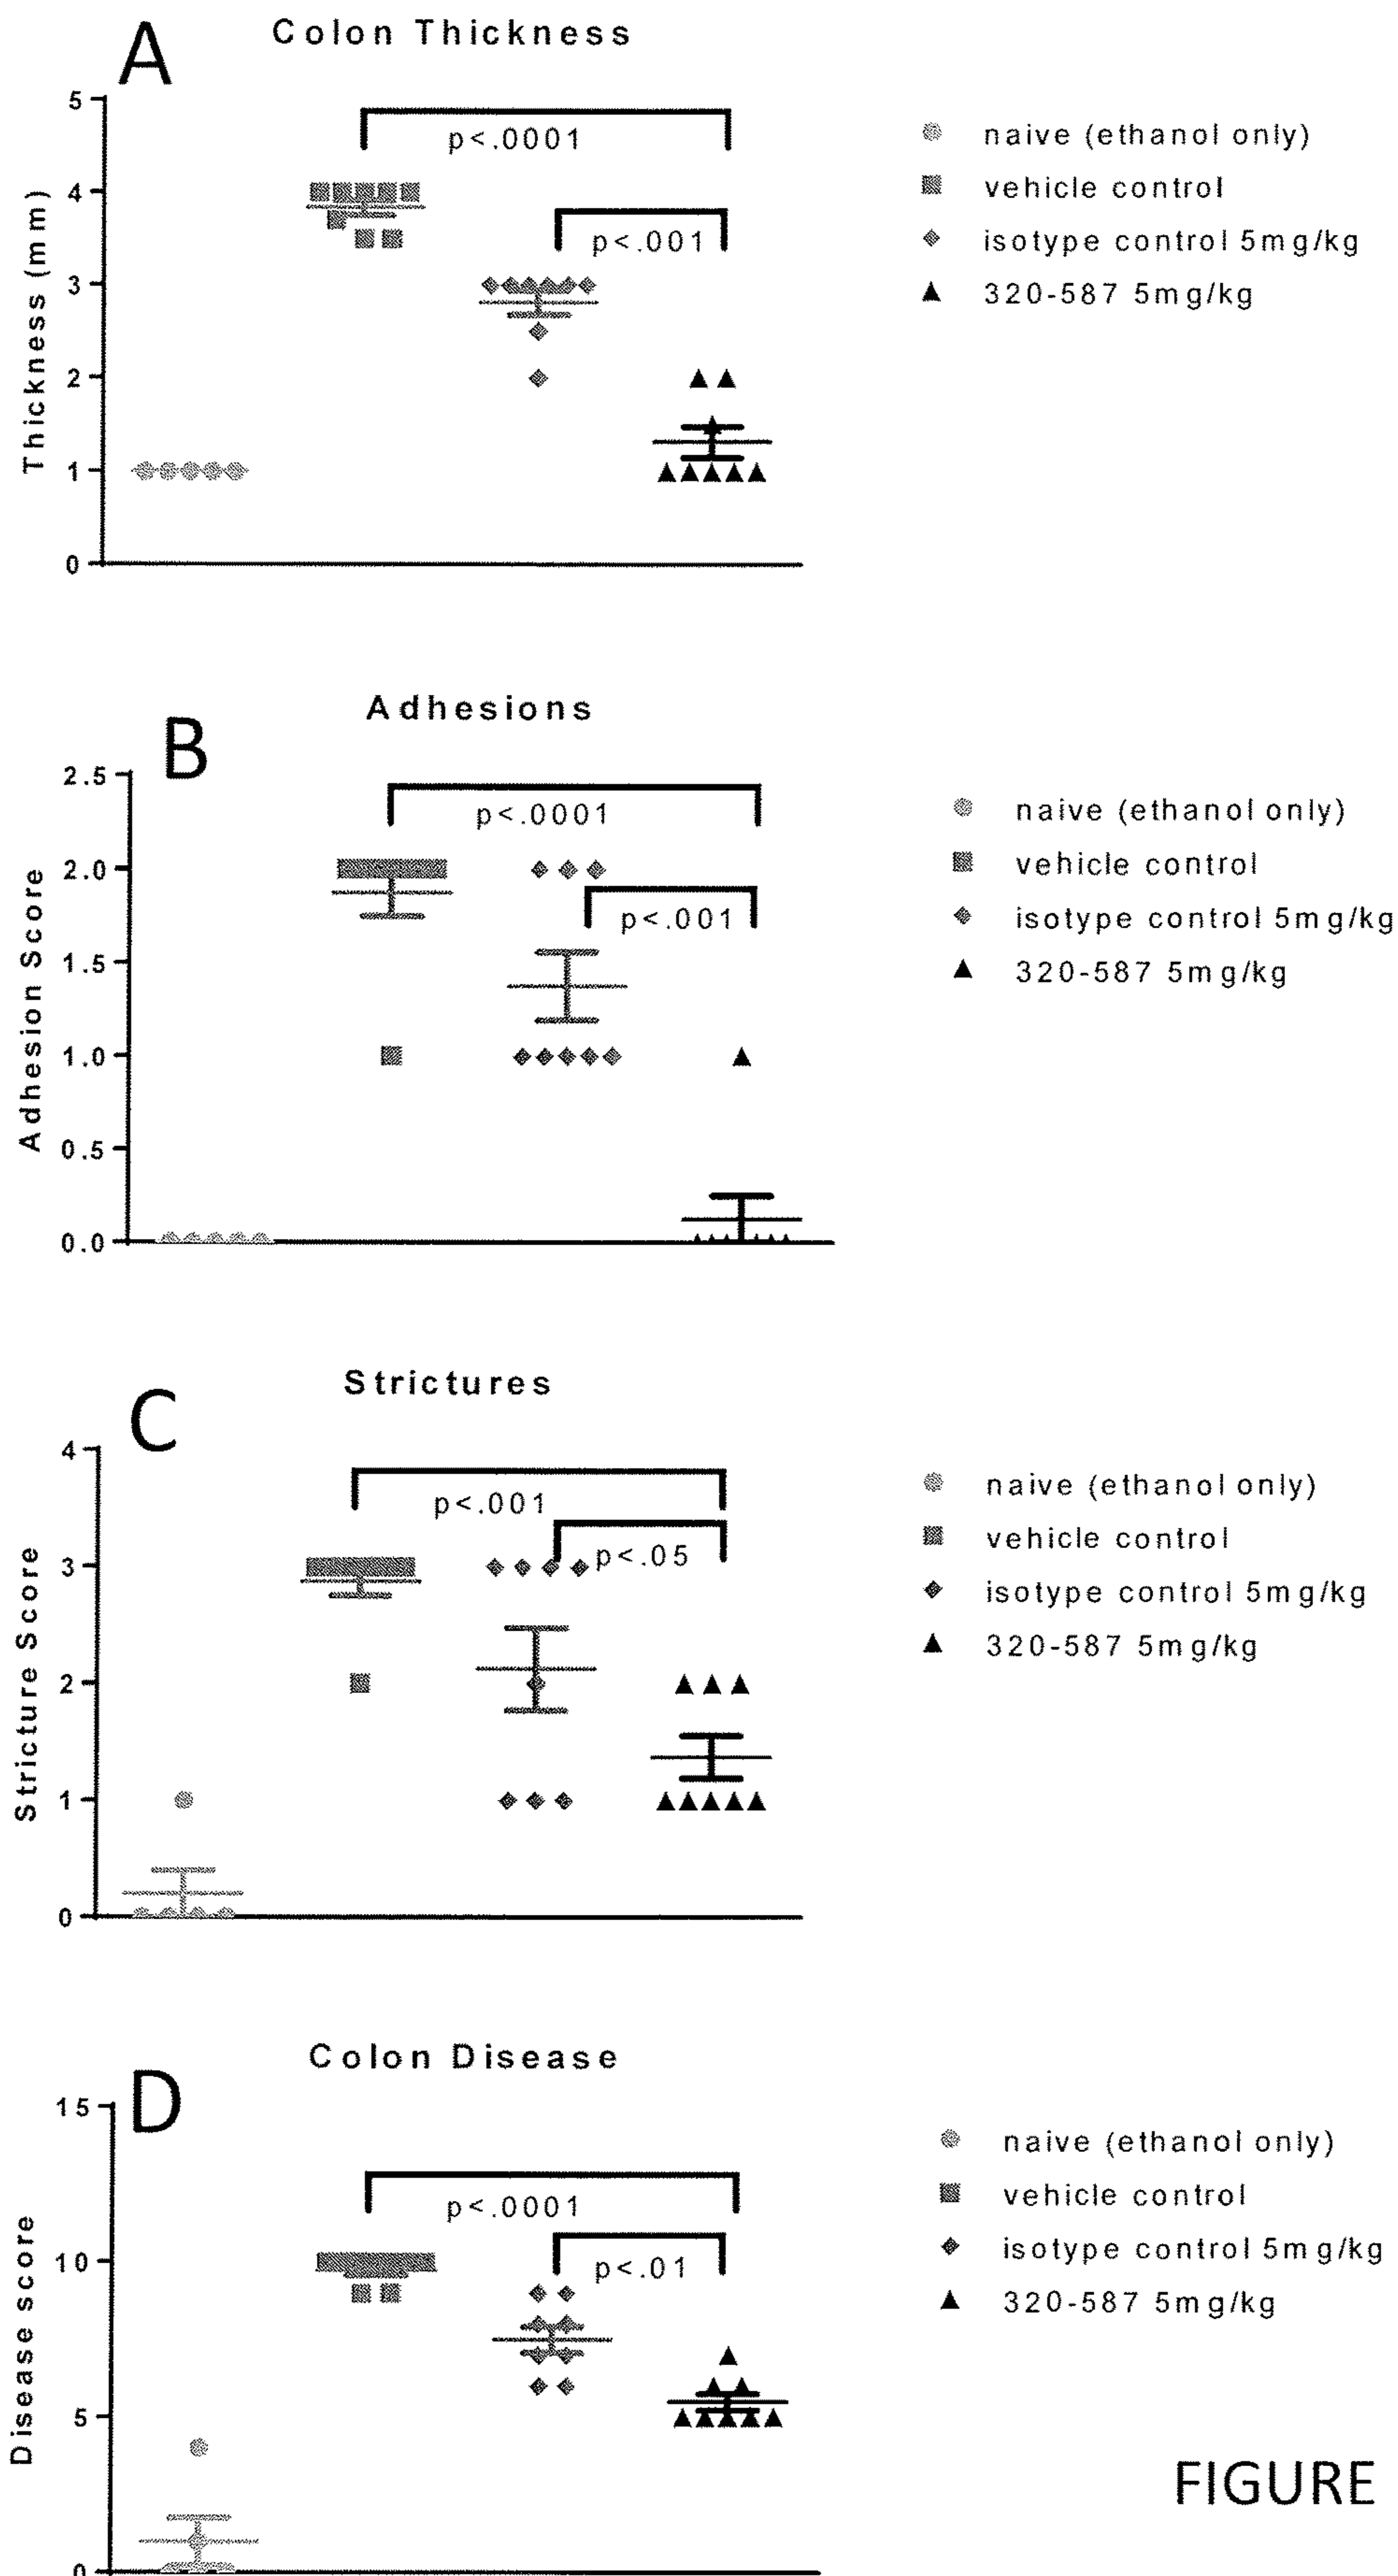 A
Colon Thickness
Thickness (mm)
5
4
3
2
1
0
p<.0001
p<.001
naive (ethanol only)
vehicle control
isotype control 5mg/kg
320-587 5mg/kg
B
Adhesions
Adhesion Score
2.5
2.0
1.5
1.0
0.5
0.0
p<.0001
p<.001
naive (ethanol only)
vehicle control
isotype control 5mg/kg
320-587 5mg/kg
C
Strictures
Stricture Score
4
3
2
1
0
p<.001
p<.05
naive (ethanol only)
vehicle control
isotype control 5mg/kg
320-587 5mg/kg
D
Colon Disease
Disease score
15
10
5
0
p<.0001
p<.01
naive (ethanol only)
vehicle control
isotype control 5mg/kg
320-587 5mg/kg
FIGURE